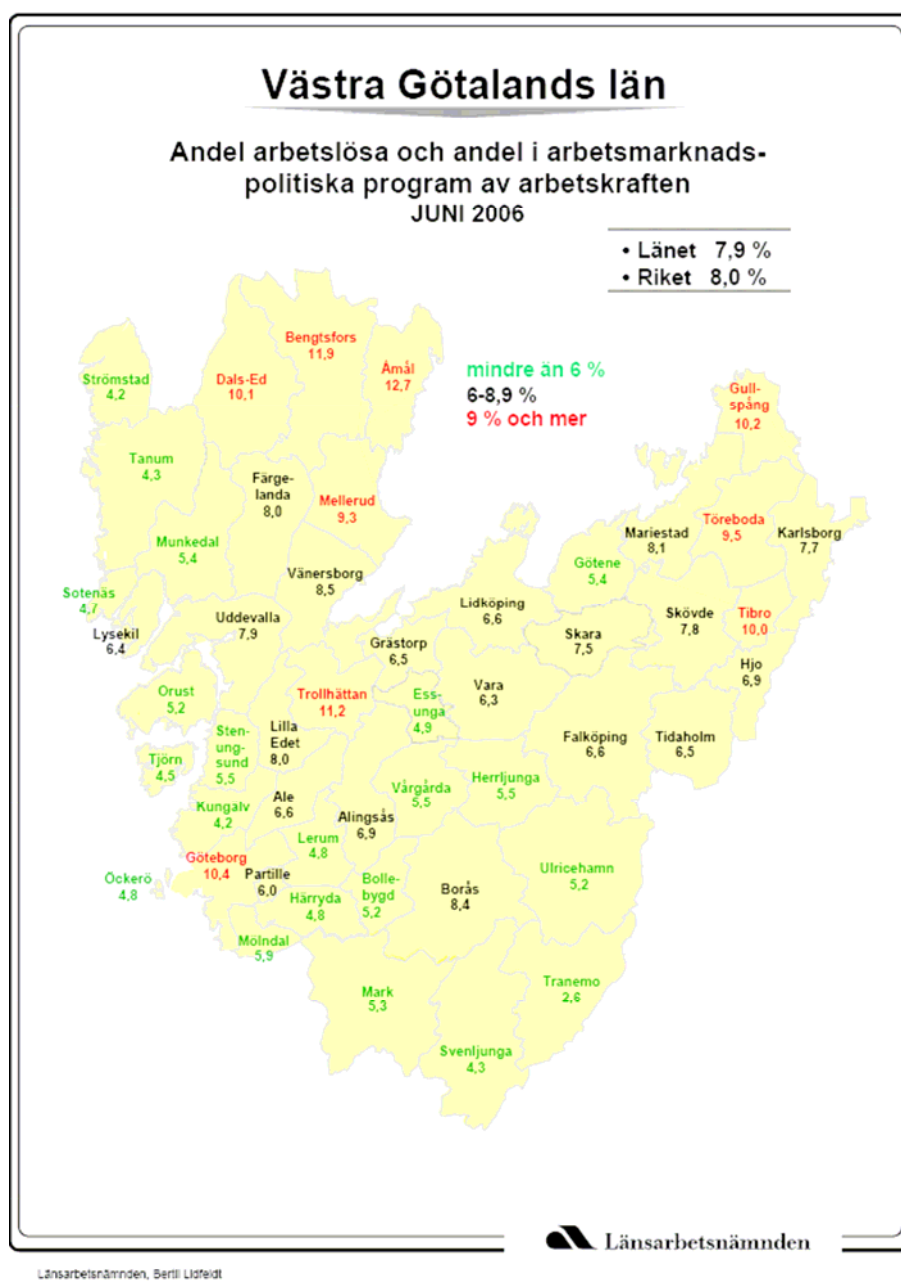 Västra Götalands län
Andel arbetslösa och andel i arbetsmarknads-
politiska program av arbetskraften
JUNI 2006
• Länet 7,9 %
• Riket 8,0 %
mindre än 6 %
6-8,9 %
9 % och mer
Strömstad
4,2
Dals-Ed
10,1
Bengtsfors
11,9
Åmål
12,7
Gull-
spång
10,2
Tanum
4,3
Färge-
landa
8,0
Mellerud
9,3
Munkedal
5,4
Vänersborg
8,5
Götene
5,4
Mariestad
8,1
Töreboda
9,5
Karlsborg
7,7
Sotenäs
4,7
Lysekil
6,4
Uddevalla
7,9
Grästorp
6,5
Lidköping
6,6
Skara
7,5
Skövde
7,8
Tibro
10,0
Hjo
6,9
Orust
5,2
Trollhättan
11,2
Ess-
unga
4,9
Vara
6,3
Falköping
6,6
Tidaholm
6,5
Tjörn
4,5
Sten-
ung-
sund
5,5
Lilla
Edet
8,0
Kungalv
4,2
Ale
6,6
Alingsås
6,9
Vårgårda
5,5
Herrljunga
5,5
Lerum
4,8
Göteborg
10,4
Partille
6,0
Öckerö
4,8
Härryda
4,8
Bolle-
bygd
5,2
Borås
8,4
Ulricehamn
5,2
Mölndal
5,9
Mark
5,3
Tranemo
2,6
Svenljunga
4,3
Länsarbetsnämnden
Länsarbetsnämnden, Bertil Lidfeldt